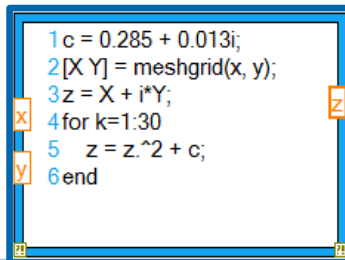 1 c = 0.285 + 0.013i;
2 [X Y] = meshgrid(x, y);
3 z = X + i*Y;
x
4 for k=1:30
z
5 z = z.^2 + c;
y
6 end
?!
?!